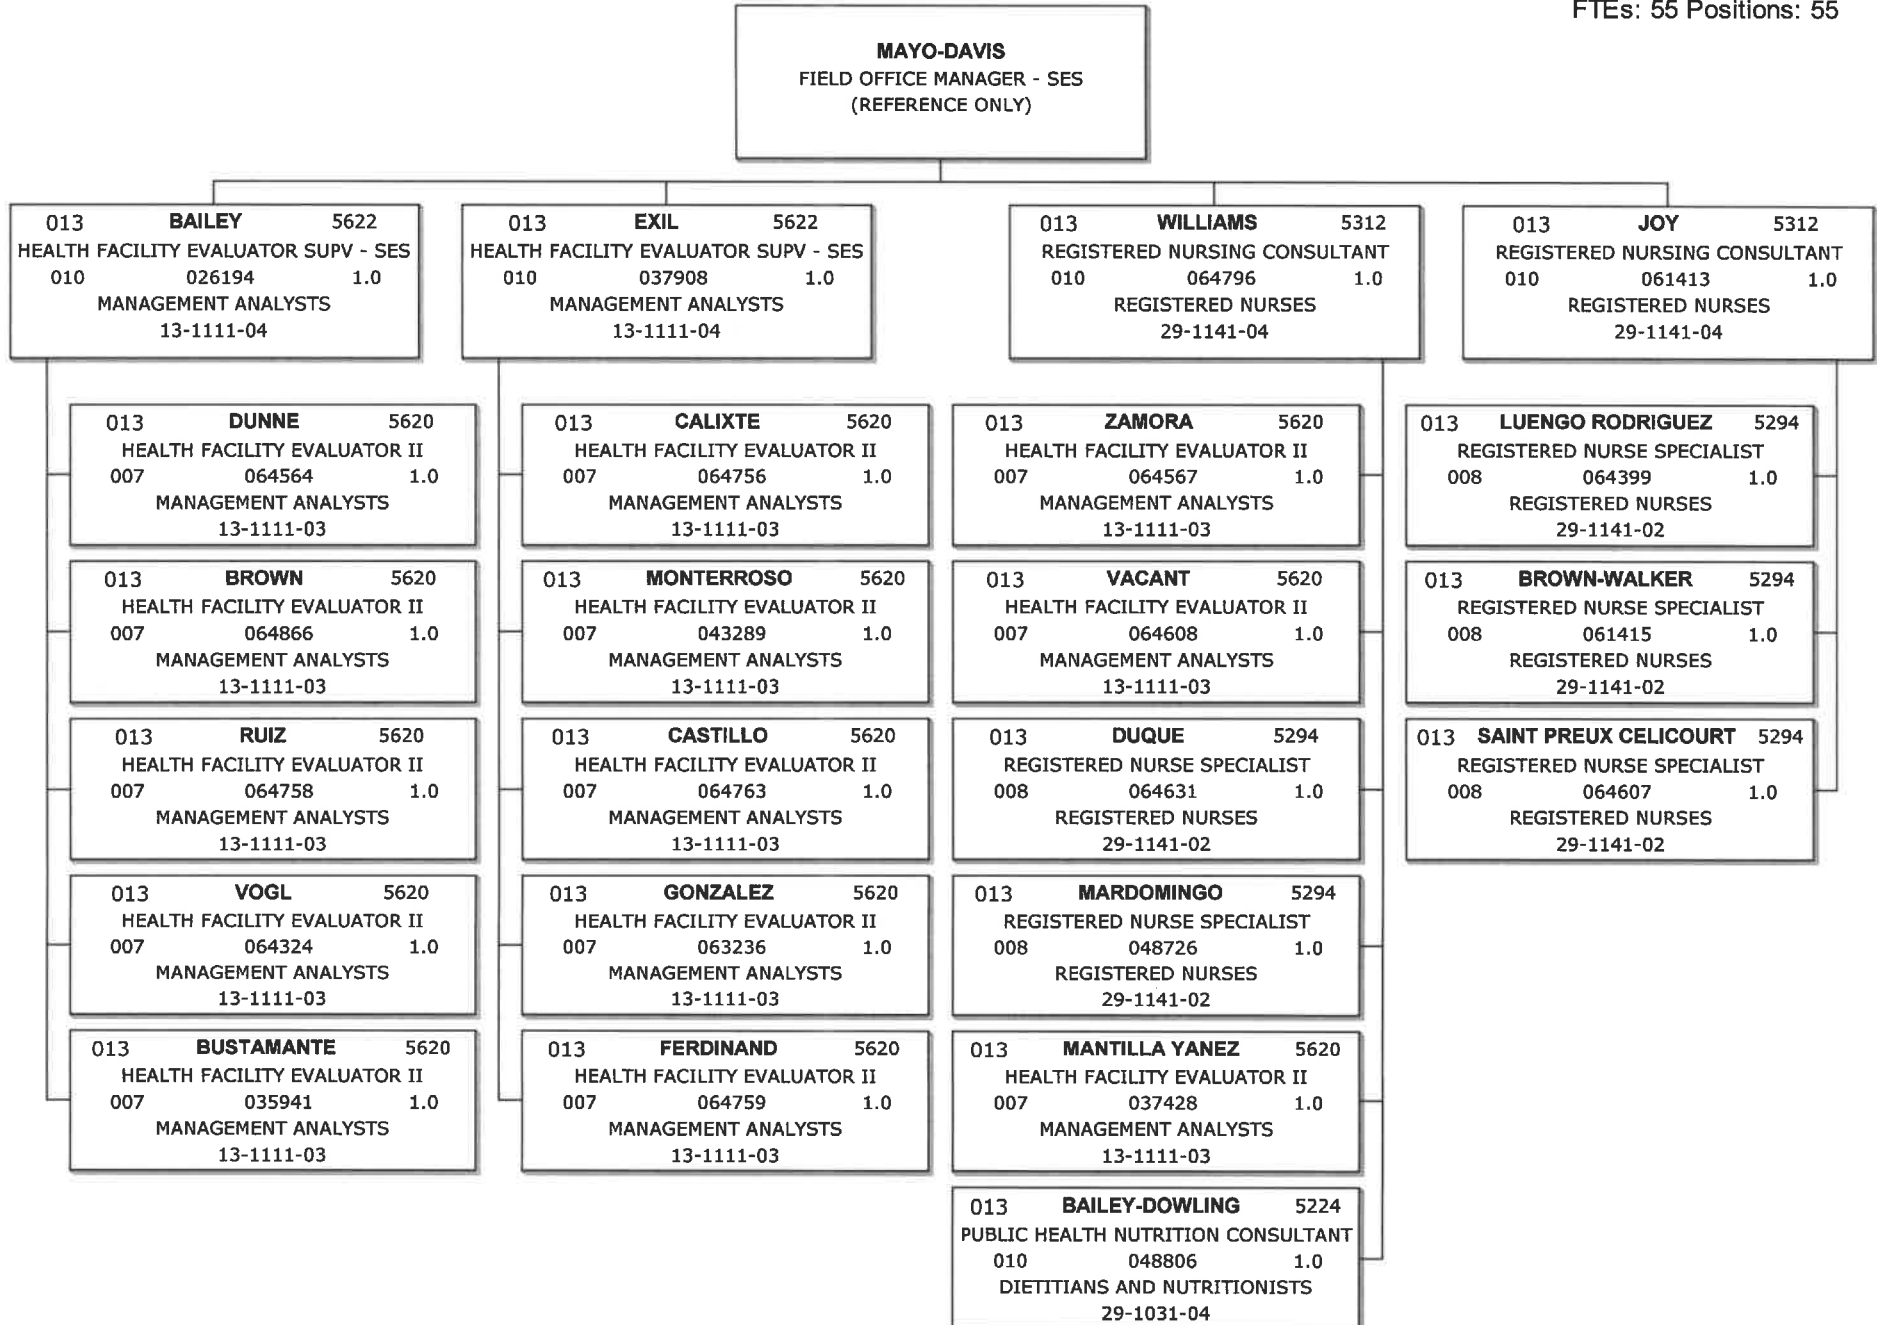 FTEs: 55 Positions: 55
MAYO-DAVIS
FIELD OFFICE MANAGER - SES
(REFERENCE ONLY)
013 BAILEY 5622
HEALTH FACILITY EVALUATOR SUPV - SES
010 026194 1.0
MANAGEMENT ANALYSTS
13-1111-04
013 EXIL 5622
HEALTH FACILITY EVALUATOR SUPV - SES
010 037908 1.0
MANAGEMENT ANALYSTS
13-1111-04
013 WILLIAMS 5312
REGISTERED NURSING CONSULTANT
010 064796 1.0
REGISTERED NURSES
29-1141-04
013 JOY 5312
REGISTERED NURSING CONSULTANT
010 061413 1.0
REGISTERED NURSES
29-1141-04
013 DUNNE 5620
HEALTH FACILITY EVALUATOR II
007 064564 1.0
MANAGEMENT ANALYSTS
13-1111-03
013 BROWN 5620
HEALTH FACILITY EVALUATOR II
007 064866 1.0
MANAGEMENT ANALYSTS
13-1111-03
013 RUIZ 5620
HEALTH FACILITY EVALUATOR II
007 064758 1.0
MANAGEMENT ANALYSTS
13-1111-03
013 VOGL 5620
HEALTH FACILITY EVALUATOR II
007 064324 1.0
MANAGEMENT ANALYSTS
13-1111-03
013 BUSTAMANTE 5620
HEALTH FACILITY EVALUATOR II
007 035941 1.0
MANAGEMENT ANALYSTS
13-1111-03
013 CALIXTE 5620
HEALTH FACILITY EVALUATOR II
007 064756 1.0
MANAGEMENT ANALYSTS
13-1111-03
013 MONTERROSO 5620
HEALTH FACILITY EVALUATOR II
007 043289 1.0
MANAGEMENT ANALYSTS
13-1111-03
013 CASTILLO 5620
HEALTH FACILITY EVALUATOR II
007 064763 1.0
MANAGEMENT ANALYSTS
13-1111-03
013 GONZALEZ 5620
HEALTH FACILITY EVALUATOR II
007 063236 1.0
MANAGEMENT ANALYSTS
13-1111-03
013 FERDINAND 5620
HEALTH FACILITY EVALUATOR II
007 064759 1.0
MANAGEMENT ANALYSTS
13-1111-03
013 ZAMORA 5620
HEALTH FACILITY EVALUATOR II
007 064567 1.0
MANAGEMENT ANALYSTS
13-1111-03
013 VACANT 5620
HEALTH FACILITY EVALUATOR II
007 064608 1.0
MANAGEMENT ANALYSTS
13-1111-03
013 DUQUE 5294
REGISTERED NURSE SPECIALIST
008 064631 1.0
REGISTERED NURSES
29-1141-02
013 MARDOMINGO 5294
REGISTERED NURSE SPECIALIST
008 048726 1.0
REGISTERED NURSES
29-1141-02
013 MANTILLA YANEZ 5620
HEALTH FACILITY EVALUATOR II
007 037428 1.0
MANAGEMENT ANALYSTS
13-1111-03
013 BAILEY-DOWLING 5224
PUBLIC HEALTH NUTRITION CONSULTANT
010 048806 1.0
DIETITIANS AND NUTRITIONISTS
29-1031-04
013 LUENGO RODRIGUEZ 5294
REGISTERED NURSE SPECIALIST
008 064399 1.0
REGISTERED NURSES
29-1141-02
013 BROWN-WALKER 5294
REGISTERED NURSE SPECIALIST
008 061415 1.0
REGISTERED NURSES
29-1141-02
013 SAINT PREUX CELICOURT 5294
REGISTERED NURSE SPECIALIST
008 064607 1.0
REGISTERED NURSES
29-1141-02